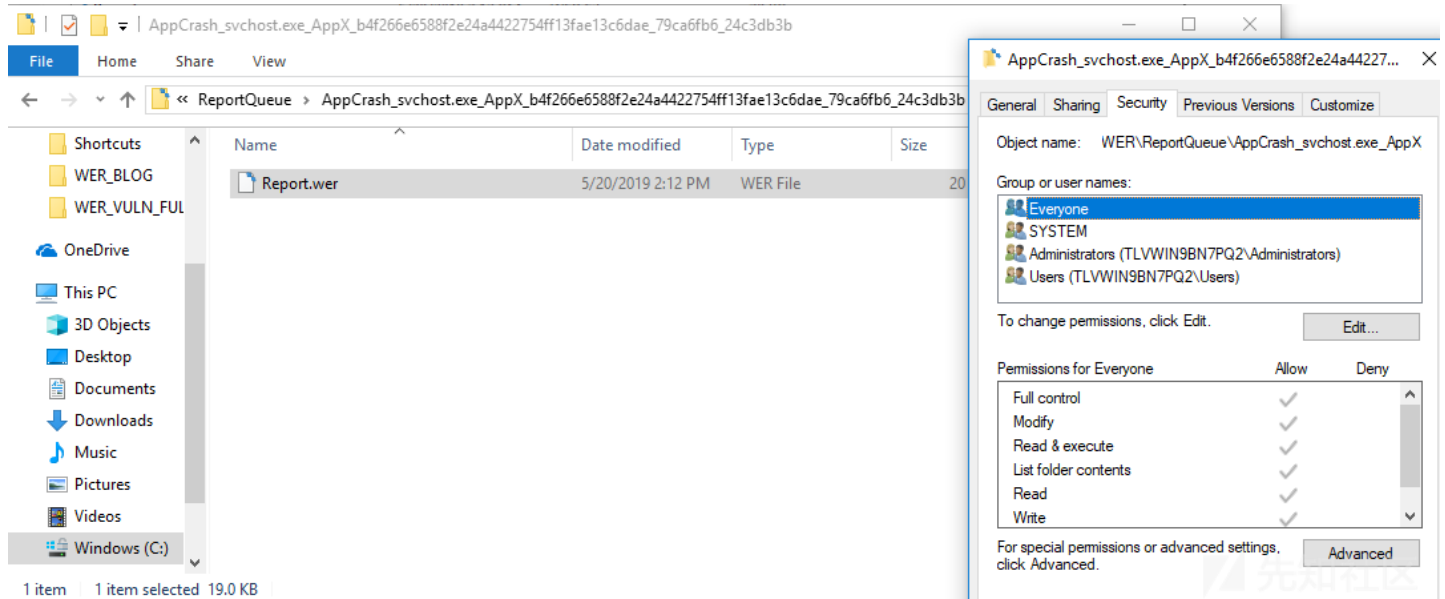 AppCrash_svchost.exe_AppX_b4f266e6588f2e24a4422754ff13fae13c6dae_79ca6fb6_24c3db3b
File Home Share View
« ReportQueue › AppCrash_svchost.exe_AppX_b4f266e6588f2e24a4422754ff13fae13c6dae_79ca6fb6_24c3db3b
Shortcuts
WER_BLOG
WER_VULN_FUL
OneDrive
This PC
3D Objects
Desktop
Documents
Downloads
Music
Pictures
Videos
Windows (C:)
Name Date modified Type Size
Report.wer 5/20/2019 2:12 PM WER File 20
1 item 1 item selected 19.0 KB
AppCrash_svchost.exe_AppX_b4f266e6588f2e24a44227...
General Sharing Security Previous Versions Customize
Object name: WER\ReportQueue\AppCrash_svchost.exe_AppX
Group or user names:
Everyone
SYSTEM
Administrators (TLVWIN9BN7PQ2\Administrators)
Users (TLVWIN9BN7PQ2\Users)
To change permissions, click Edit.
Edit...
Permissions for Everyone Allow Deny
Full control
Modify
Read & execute
List folder contents
Read
Write
For special permissions or advanced settings,
click Advanced.
Advanced
先知社区